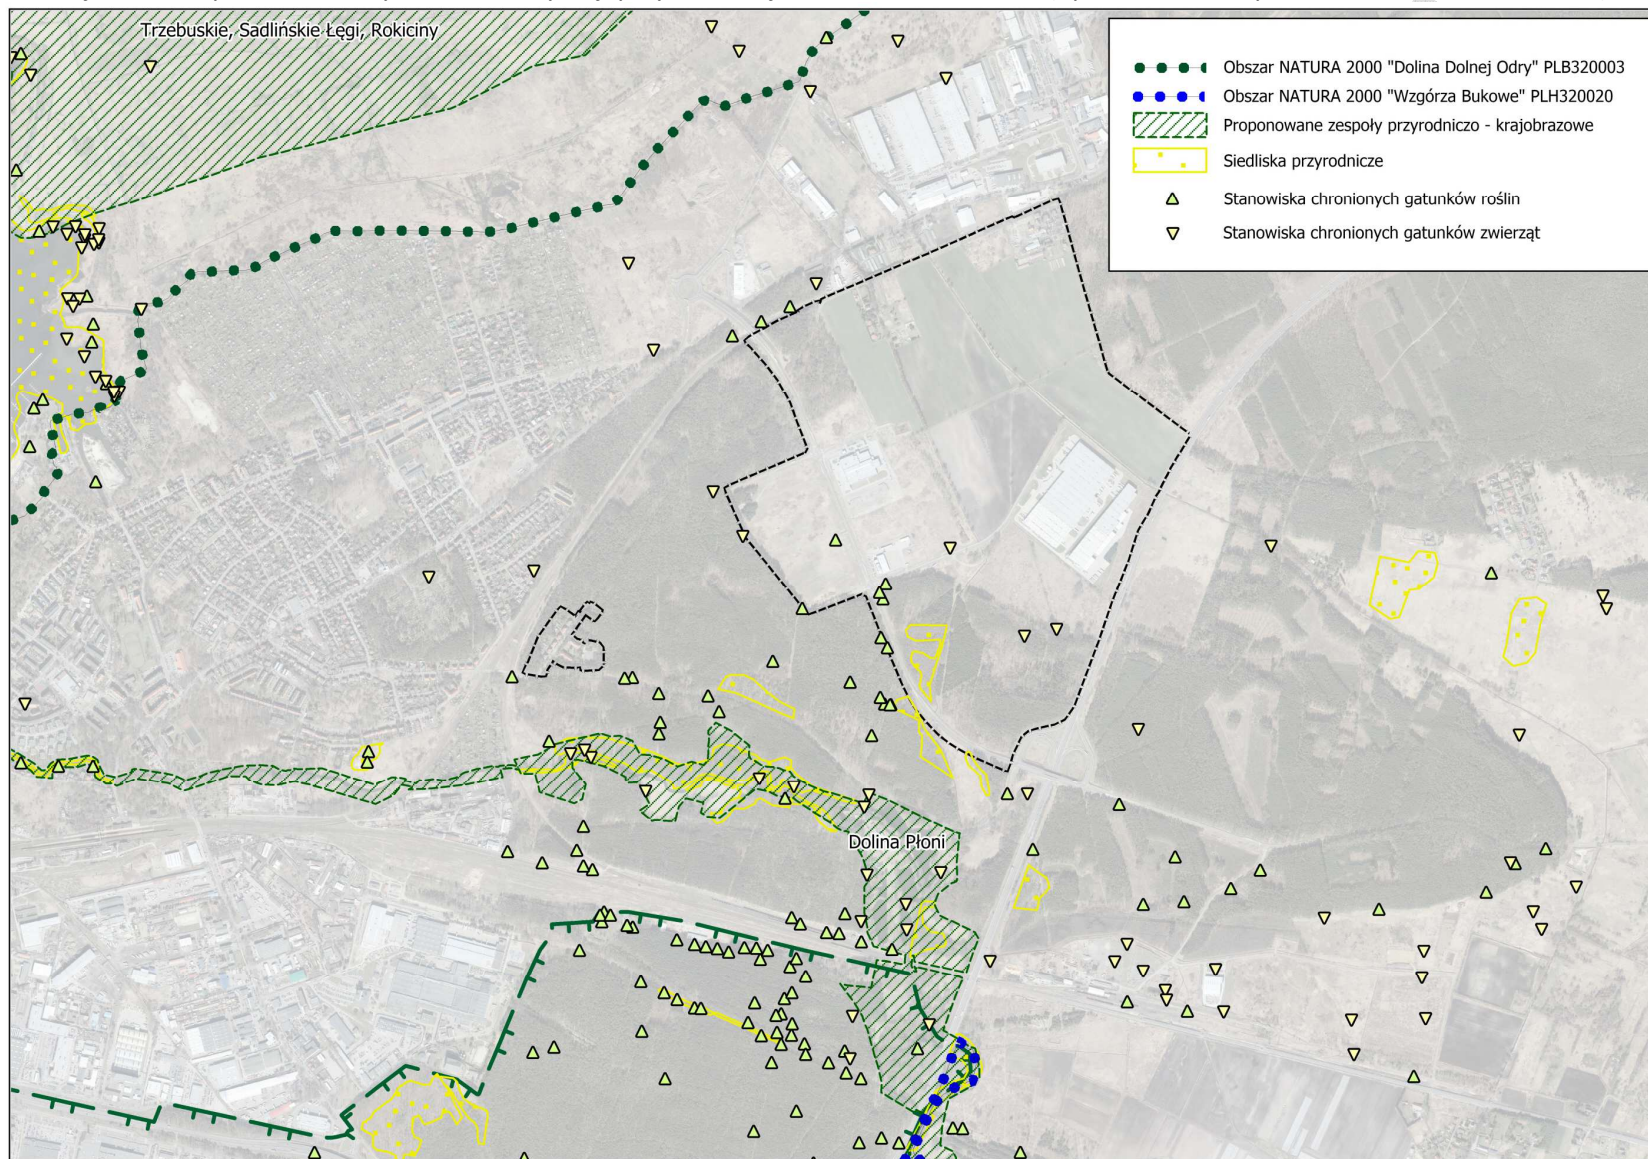 Trzebuskie, Sadlińskie Łęgi, Rokiciny
Obszar NATURA 2000 "Dolina Dolnej Odry" PLB320003
Obszar NATURA 2000 "Wzgórza Bukowe" PLH320020
Proponowane zespoły przyrodniczo - krajobrazowe
Siedliska przyrodnicze
Stanowiska chronionych gatunków roślin
Stanowiska chronionych gatunków zwierząt
Dolina Płoni